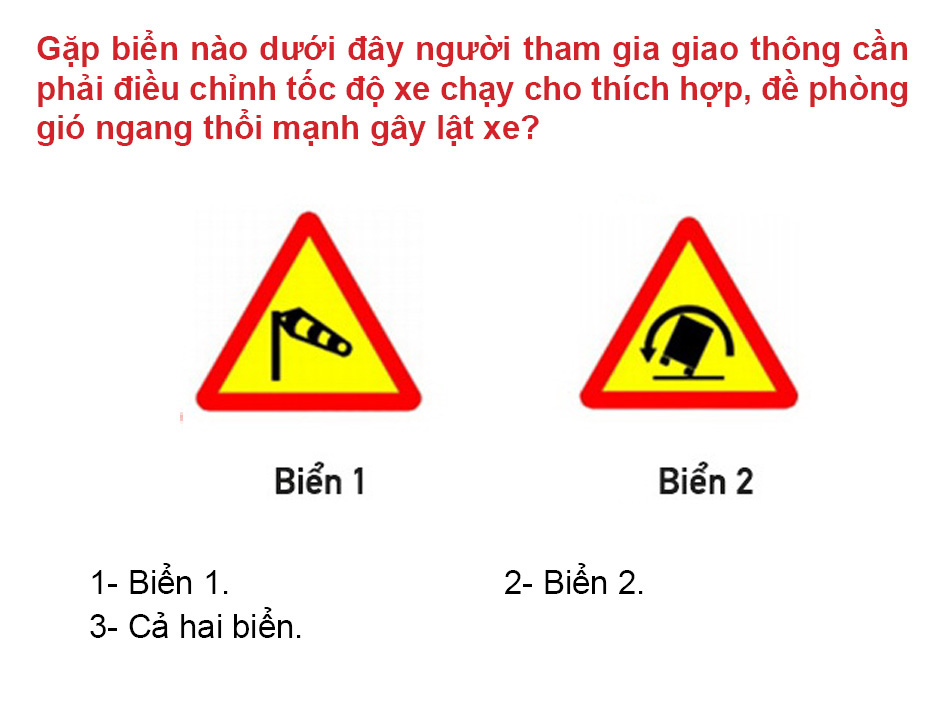 Gặp biển nào dưới đây người tham gia giao thông cần
phải điều chỉnh tốc độ xe chạy cho thích hợp, đề phòng
gió ngang thổi mạnh gây lật xe?
Biển 1
Biển 2
1- Biển 1.
2- Biển 2.
3- Cả hai biển.